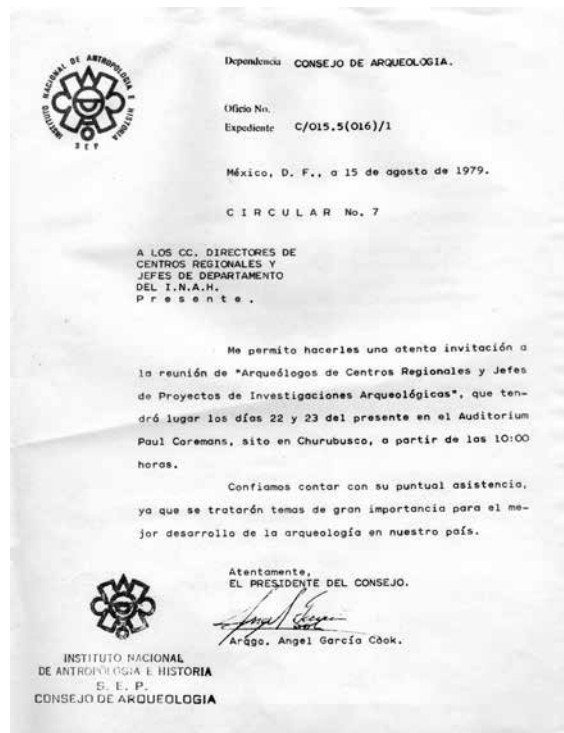 INSTITUTO NACIONAL DE ANTROPOLOGIA E HISTORIA
SEP
Dependencia CONSEJO DE ARQUEOLOGIA.
Oficio No.
Expediente C/015.5(016)/1
México, D. F., a 15 de agosto de 1979.
C I R C U L A R No. 7
A LOS CC. DIRECTORES DE
CENTROS REGIONALES Y
JEFES DE DEPARTAMENTO
DEL I.N.A.H.
P r e s e n t e .
Me permito hacerles una atenta invitación a
la reunión de "Arqueólogos de Centros Regionales y Jefes
de Proyectos de Investigaciones Arqueológicas", que ten-
drá lugar los días 22 y 23 del presente en el Auditorium
Paul Coremans, sito en Churubusco, a partir de las 10:00
horas.
Confiamos contar con su puntual asistencia,
ya que se tratarán temas de gran importancia para el me-
jor desarrollo de la arqueología en nuestro país.
Atentamente,
EL PRESIDENTE DEL CONSEJO.
Arqgo. Angel García Cook.
INSTITUTO NACIONAL
DE ANTROPOLOGIA E HISTORIA
S. E. P.
CONSEJO DE ARQUEOLOGIA